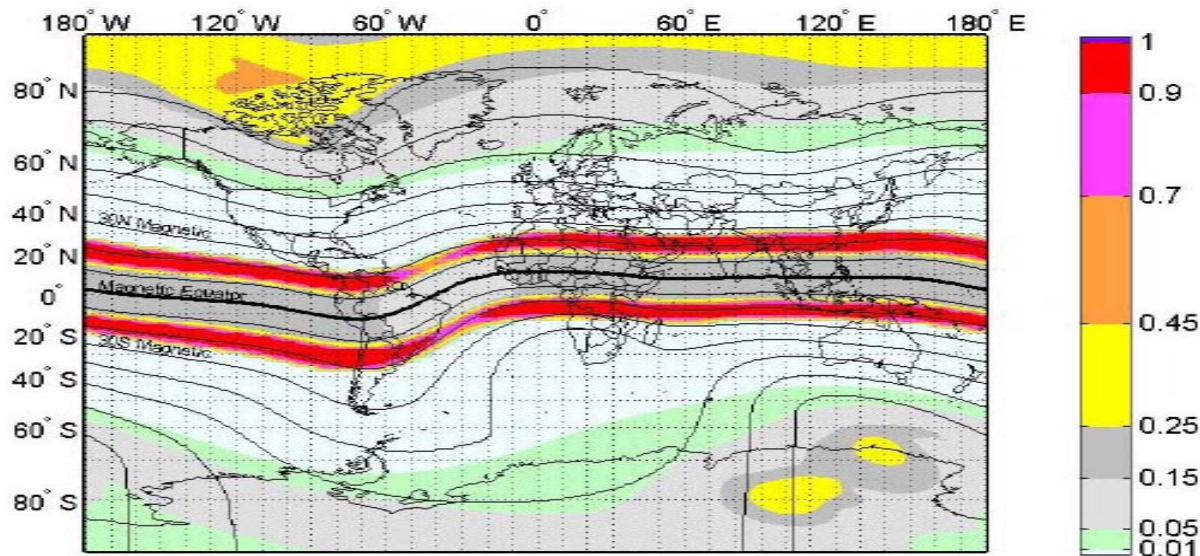 180° W 120° W 60° W 0° 60° E 120° E 180° E
80° N
60° N
40° N
20° N
0°
20° S
40° S
60° S
80° S
30N Magnetic
Magnetic Equator
30S Magnetic
1
0.9
0.7
0.45
0.25
0.15
0.05
0.01